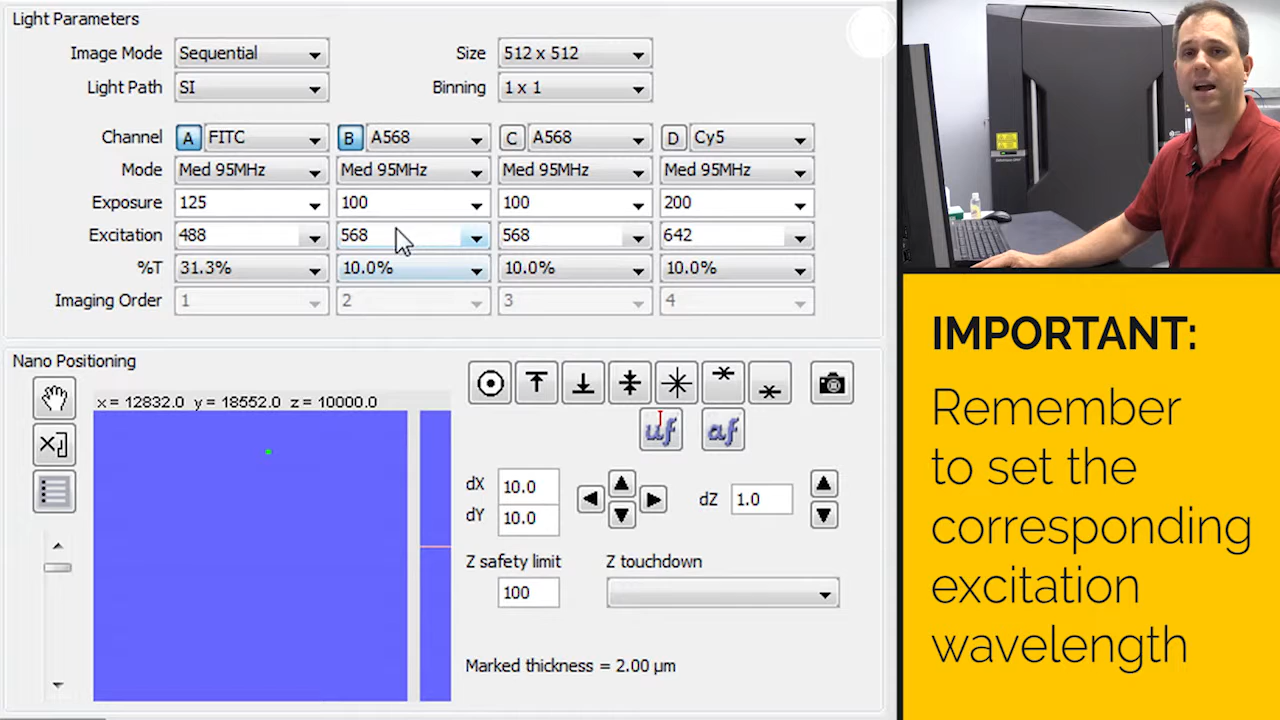 Light Parameters
Image Mode Sequential Size 512 x 512
Light Path SI Binning 1 x 1
Channel A FITC B A568 C A568 D Cy5
Mode Med 95MHz Med 95MHz Med 95MHz Med 95MHz
Exposure 125 100 100 200
Excitation 488 568 568 642
%T 31.3% 10.0% 10.0% 10.0%
Imaging Order 1 2 3 4
Nano Positioning
x = 12832.0 y = 18552.0 z = 10000.0
uf af
dX 10.0
dY 10.0
dZ 1.0
Z safety limit Z touchdown
100
Marked thickness = 2.00 µm
IMPORTANT:
Remember
to set the
corresponding
excitation
wavelength